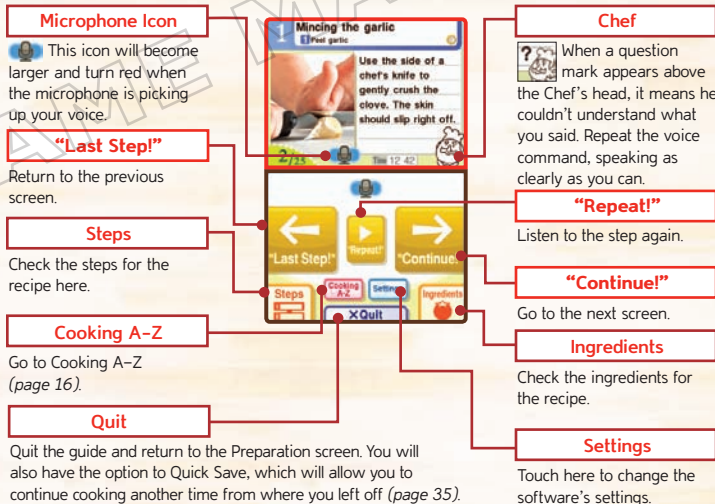 Microphone Icon
This icon will become
larger and turn red when
the microphone is picking
up your voice.
"Last Step!"
Return to the previous
screen.
Steps
Check the steps for the
recipe here.
Cooking A–Z
Go to Cooking A–Z
(page 16).
Quit
Quit the guide and return to the Preparation screen. You will
also have the option to Quick Save, which will allow you to
continue cooking another time from where you left off (page 35).
1 Mincing the garlic
1 Peel garlic
Use the side of a
chef's knife to
gently crush the
clove. The skin
should slip right off.
2/25
Time 12 42
"Last Step!"
"Repeat!"
"Continue!"
Steps
Cooking
A-Z
Settings
Ingredients
×Quit
Chef
? When a question
mark appears above
the Chef's head, it means he
couldn't understand what
you said. Repeat the voice
command, speaking as
clearly as you can.
"Repeat!"
Listen to the step again.
"Continue!"
Go to the next screen.
Ingredients
Check the ingredients for
the recipe.
Settings
Touch here to change the
software's settings.